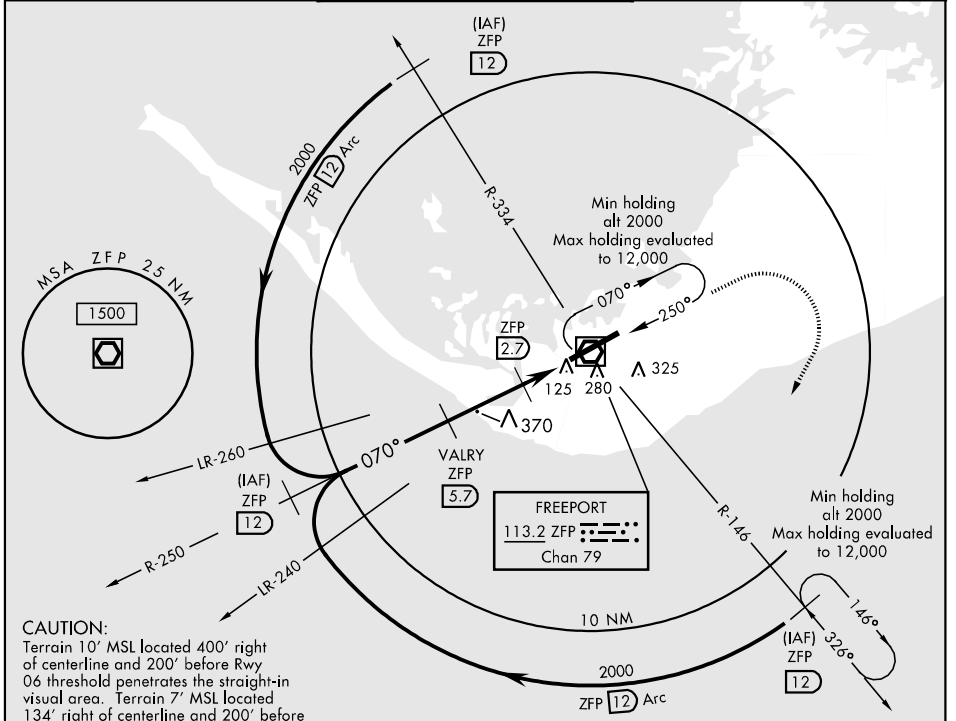 (IAF)
ZFP
12
2000
ZFP 12 Arc
R-334
Min holding
alt 2000
Max holding evaluated
to 12,000
MSA ZFP 25 NM
1500
070°
250°
ZFP
2.7
125
280
325
370
070°
LR-260
VALRY
ZFP
5.7
(IAF)
ZFP
12
R-250
LR-240
FREEPORT
113.2 ZFP
Chan 79
R-146
Min holding
alt 2000
Max holding evaluated
to 12,000
10 NM
146°
326°
(IAF)
ZFP
12
2000
ZFP 12 Arc
CAUTION:
Terrain 10' MSL located 400' right
of centerline and 200' before Rwy
06 threshold penetrates the straight-in
visual area. Terrain 7' MSL located
134' right of centerline and 200' before